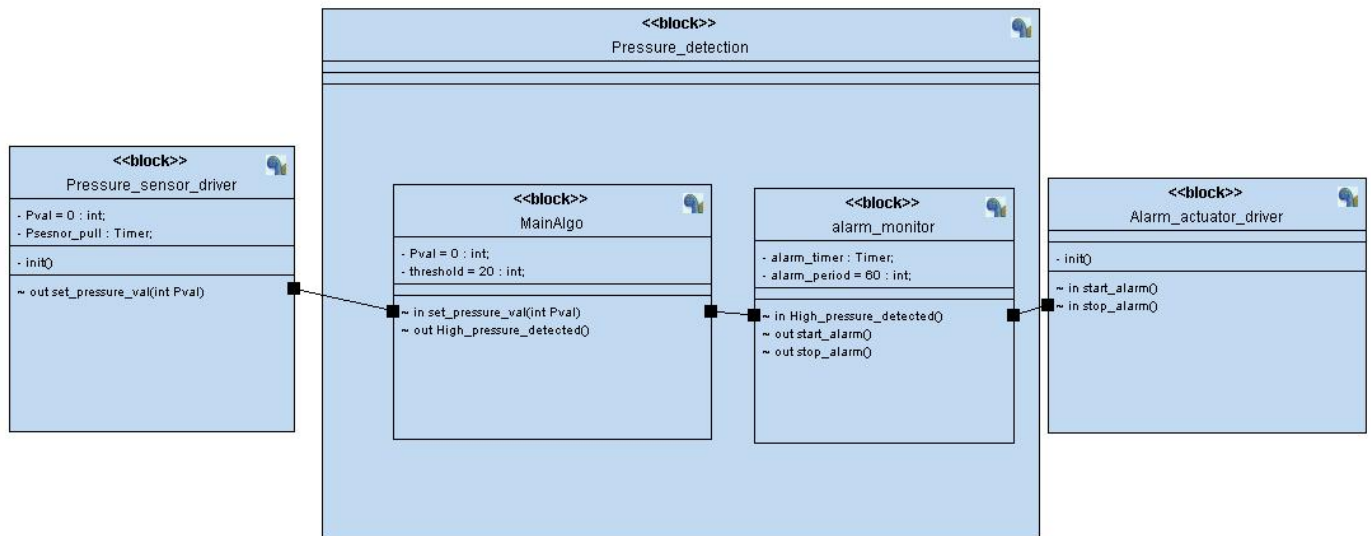 <<block>>
Pressure_detection
<<block>>
Pressure_sensor_driver
- Pval = 0 : int;
- Psesnor_pull : Timer;
- init()
~ out set_pressure_val(int Pval)
<<block>>
MainAlgo
- Pval = 0 : int;
- threshold = 20 : int;
~ in set_pressure_val(int Pval)
~ out High_pressure_detected()
<<block>>
alarm_monitor
- alarm_timer : Timer;
- alarm_period = 60 : int;
~ in High_pressure_detected()
~ out start_alarm()
~ out stop_alarm()
<<block>>
Alarm_actuator_driver
- init()
~ in start_alarm()
~ in stop_alarm()